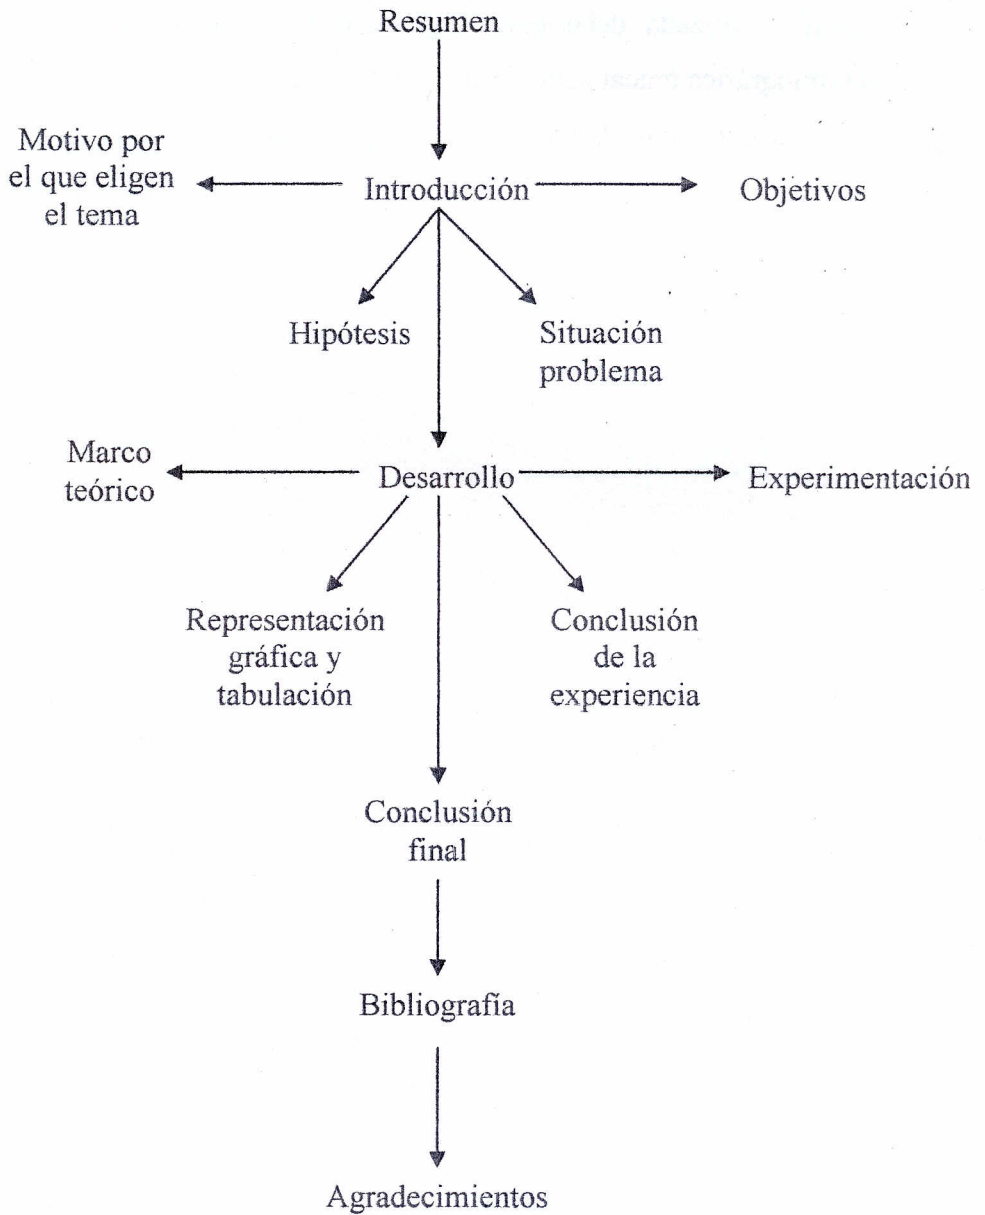 Resumen
Motivo por
el que eligen
el tema
Introducción
Objetivos
Hipótesis
Situación
problema
Marco
teórico
Desarrollo
Experimentación
Representación
gráfica y
tabulación
Conclusión
de la
experiencia
Conclusión
final
Bibliografía
Agradecimientos